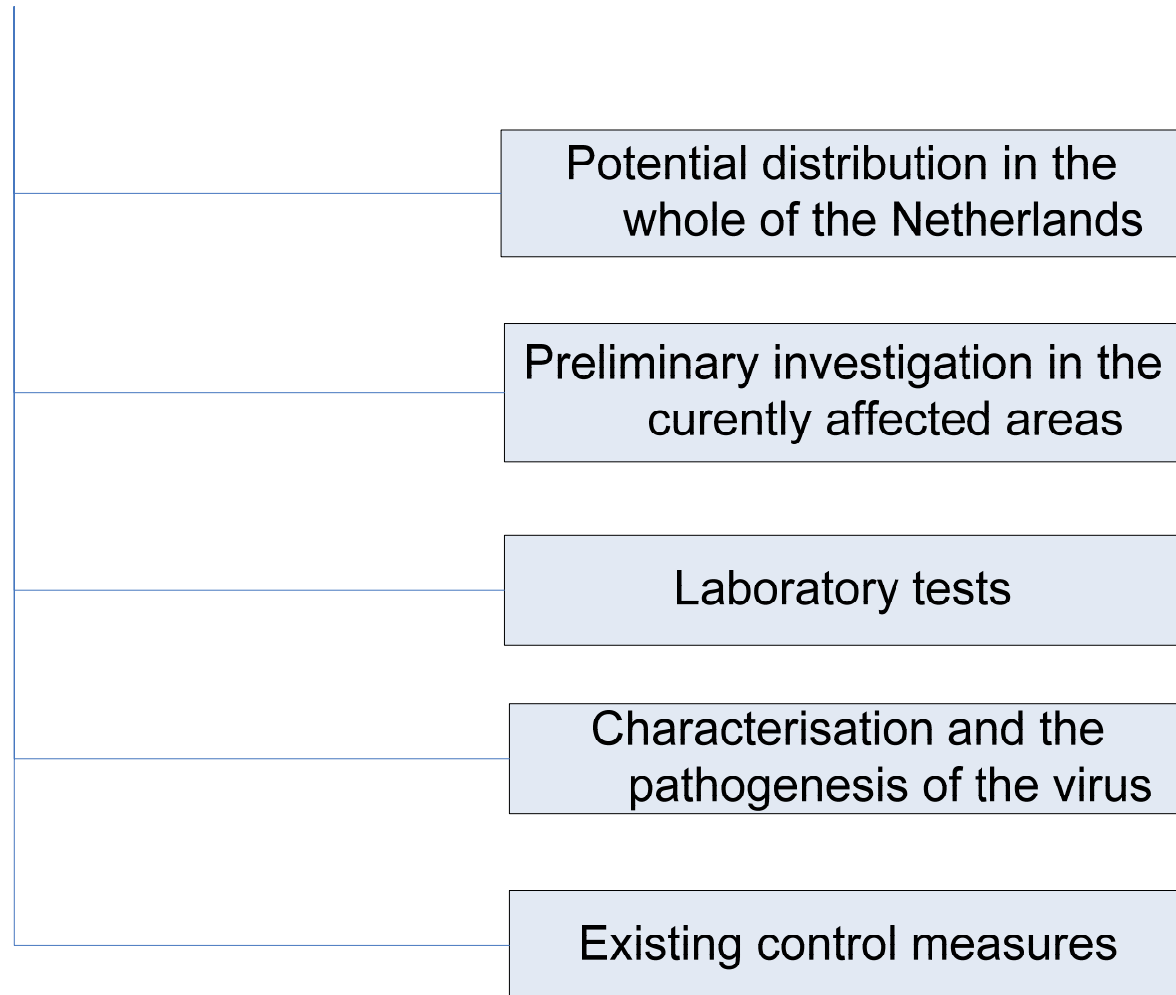 Potential distribution in the
whole of the Netherlands
Preliminary investigation in the
curently affected areas
Laboratory tests
Characterisation and the
pathogenesis of the virus
Existing control measures